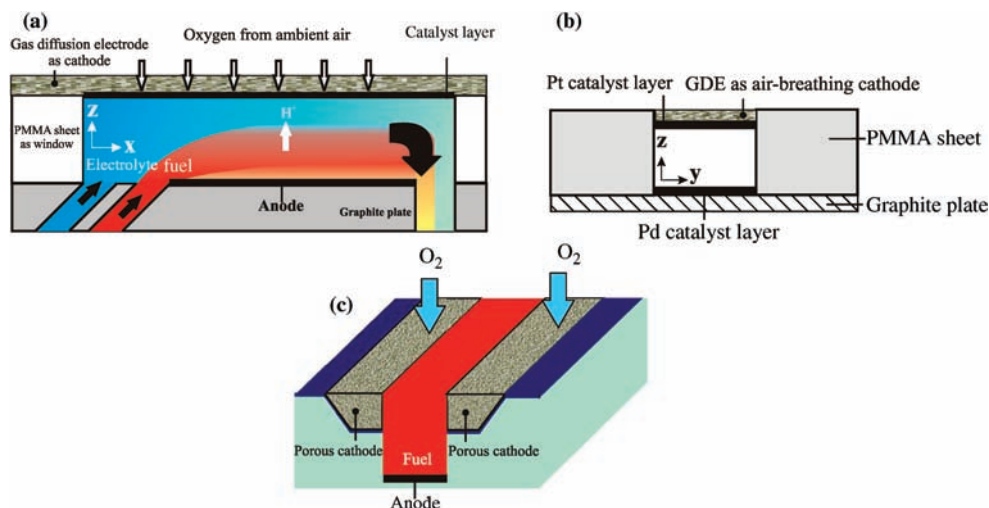 (a)
Oxygen from ambient air
Catalyst layer
Gas diffusion electrode
as cathode
PMMA sheet
as window
z
x
H⁺
Electrolyte fuel
Anode
Graphite plate
(b)
Pt catalyst layer
GDE as air-breathing cathode
z
y
PMMA sheet
Graphite plate
Pd catalyst layer
(c)
O₂
O₂
Porous cathode
Porous cathode
Fuel
Anode